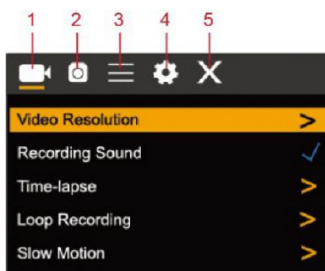 1 2 3 4 5
Video Resolution >
Recording Sound
Time-lapse >
Loop Recording >
Slow Motion >